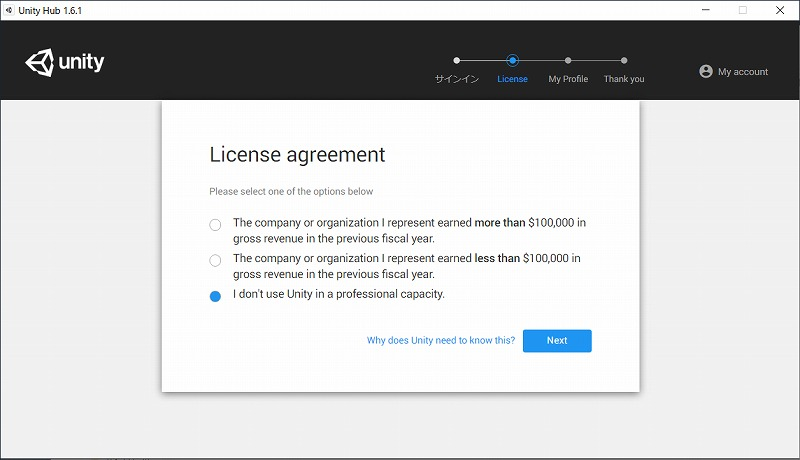 Unity Hub 1.6.1
unity
サインイン
License
My Profile
Thank you
My account
License agreement
Please select one of the options below
The company or organization I represent earned more than $100,000 in
gross revenue in the previous fiscal year.
The company or organization I represent earned less than $100,000 in
gross revenue in the previous fiscal year.
I don't use Unity in a professional capacity.
Why does Unity need to know this?
Next